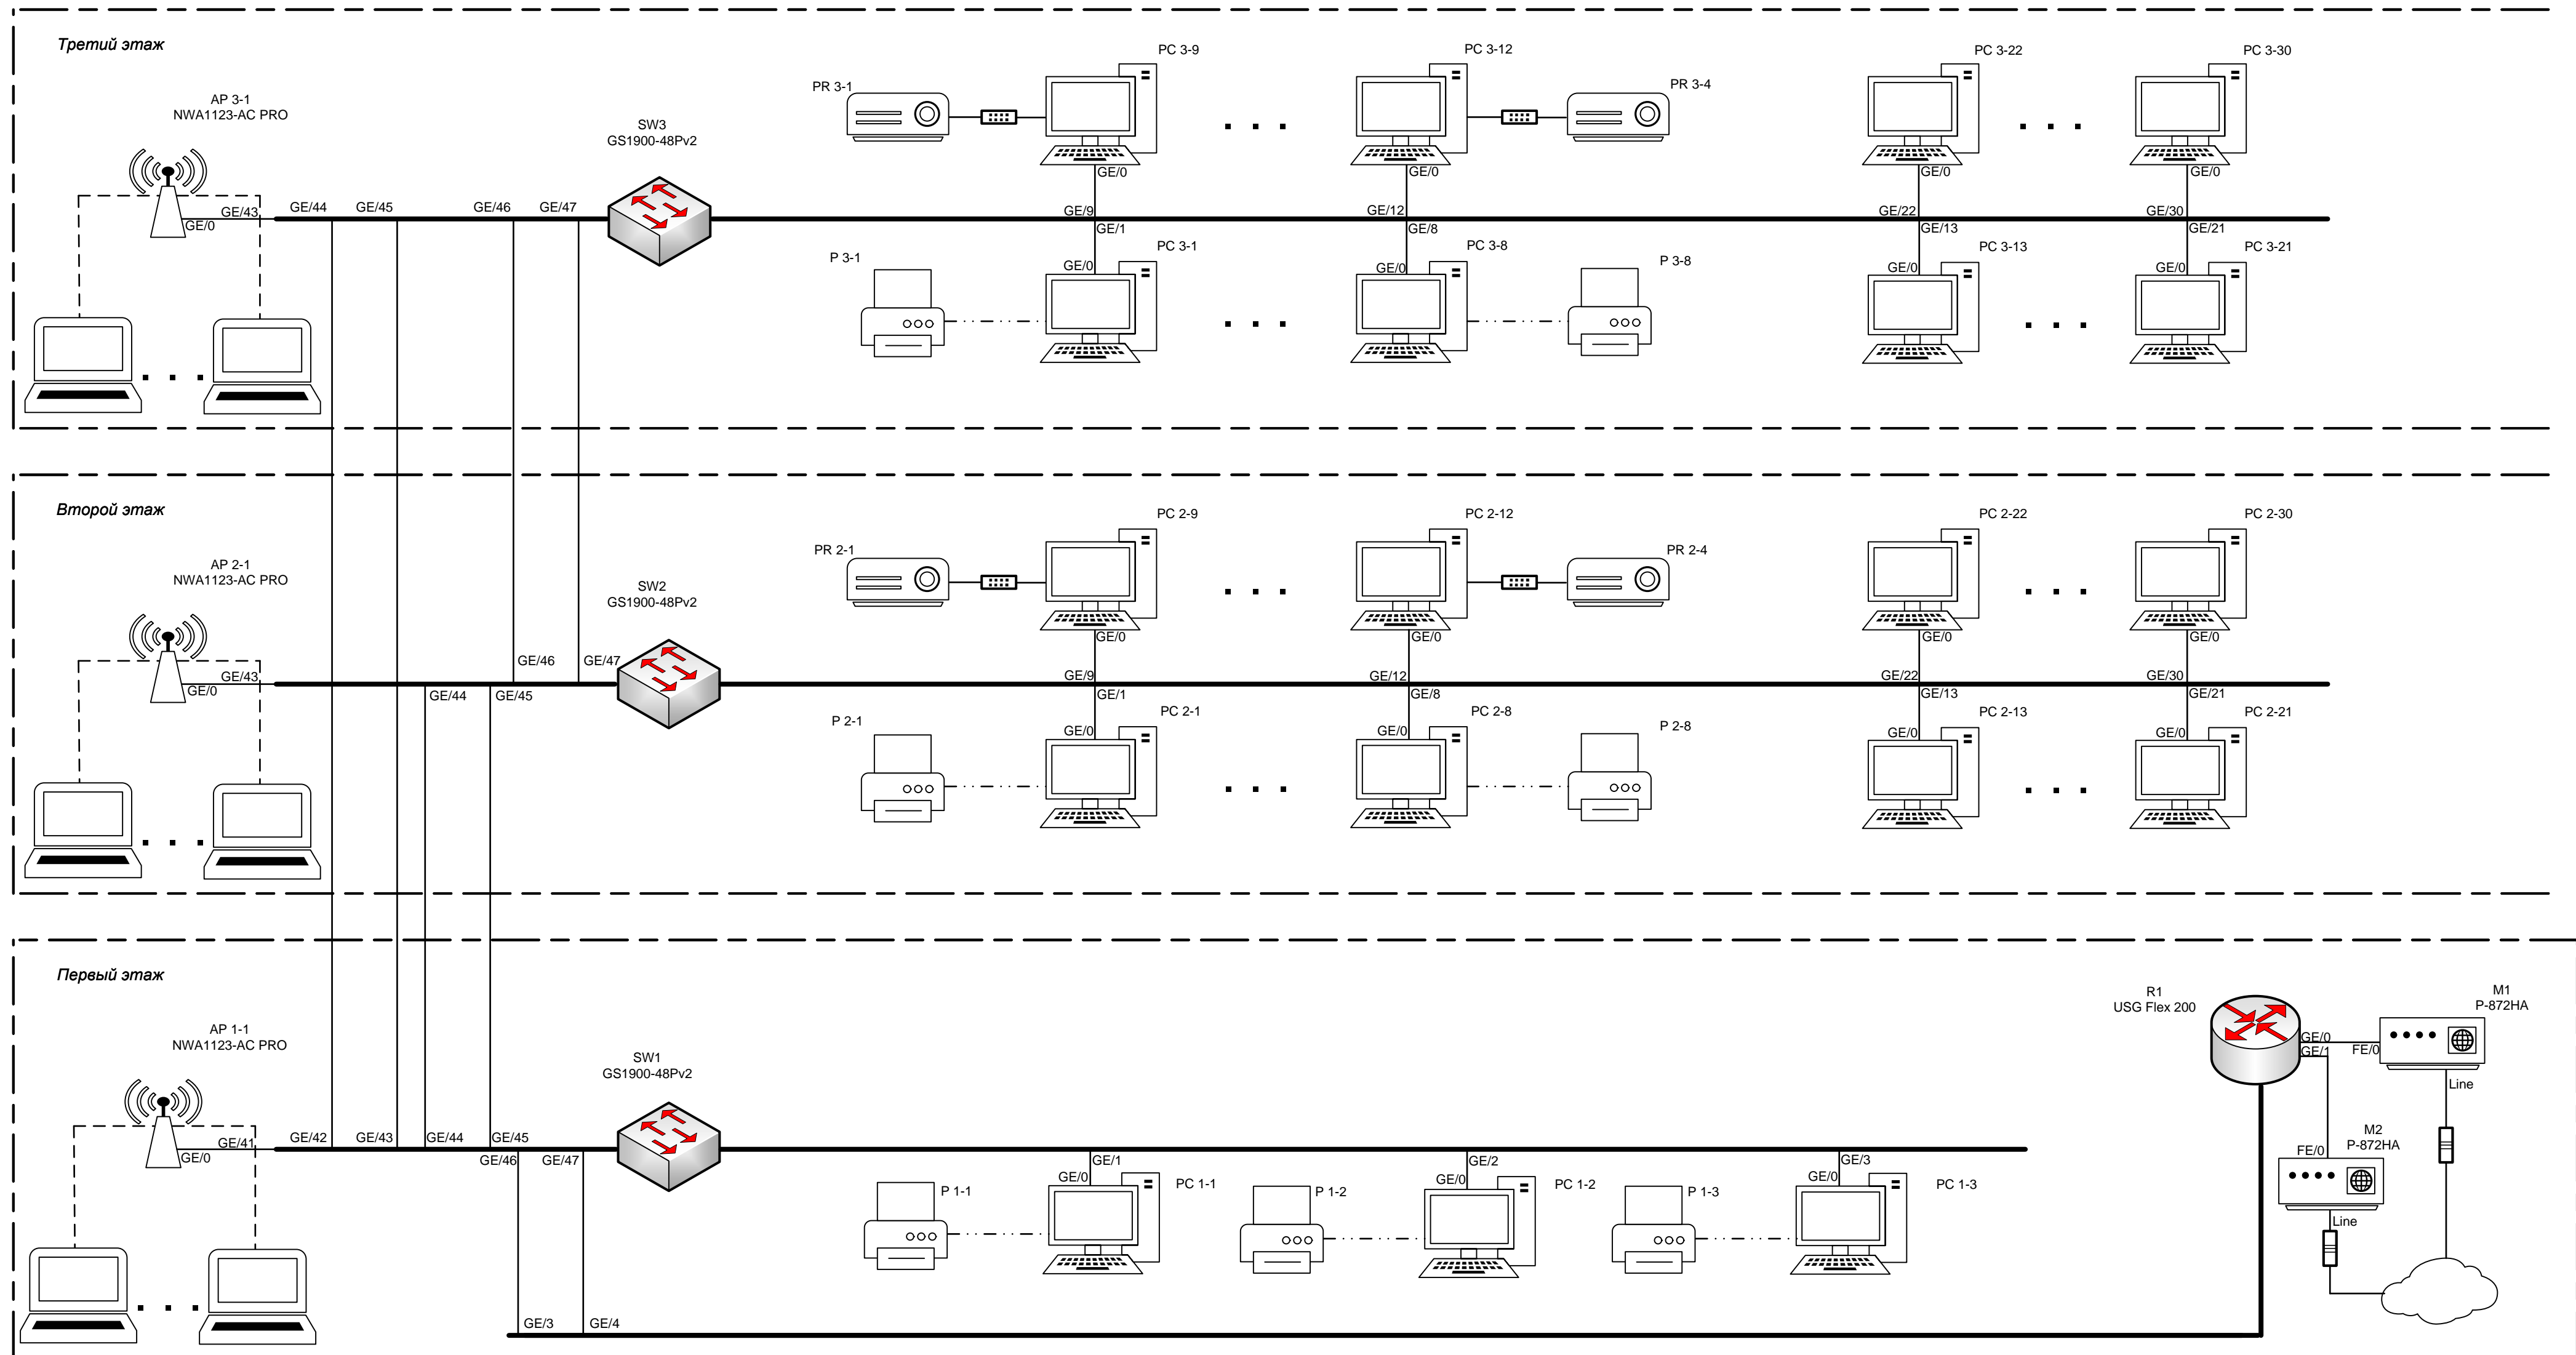 Третий этаж
PC 3-9
PC 3-12
PC 3-22
PC 3-30
PR 3-1
PR 3-4
AP 3-1
NWA1123-AC PRO
SW3
GS1900-48Pv2
GE/0
GE/0
GE/0
GE/0
GE/43
GE/0
GE/44
GE/45
GE/46
GE/47
GE/9
GE/12
GE/22
GE/30
GE/1
GE/8
GE/13
GE/21
P 3-1
PC 3-1
PC 3-8
P 3-8
PC 3-13
PC 3-21
GE/0
GE/0
GE/0
GE/0
Второй этаж
PC 2-9
PC 2-12
PC 2-22
PC 2-30
PR 2-1
PR 2-4
AP 2-1
NWA1123-AC PRO
SW2
GS1900-48Pv2
GE/0
GE/0
GE/0
GE/0
GE/46
GE/47
GE/43
GE/0
GE/44
GE/45
GE/9
GE/12
GE/22
GE/30
GE/1
GE/8
GE/13
GE/21
P 2-1
PC 2-1
PC 2-8
P 2-8
PC 2-13
PC 2-21
GE/0
GE/0
GE/0
GE/0
Первый этаж
R1
USG Flex 200
M1
P-872HA
AP 1-1
NWA1123-AC PRO
SW1
GS1900-48Pv2
GE/0
GE/1
FE/0
Line
M2
P-872HA
FE/0
Line
GE/41
GE/0
GE/42
GE/43
GE/44
GE/45
GE/46
GE/47
GE/1
GE/2
GE/3
GE/0
GE/0
GE/0
P 1-1
PC 1-1
P 1-2
PC 1-2
P 1-3
PC 1-3
GE/3
GE/4